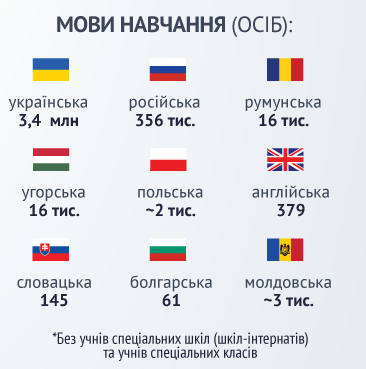 МОВИ НАВЧАННЯ (ОСІБ):
українська російська румунська
3,4 млн 356 тис. 16 тис.
угорська польська англійська
16 тис. ~2 тис. 379
словацька болгарська молдовська
145 61 ~3 тис.
*Без учнів спеціальних шкіл (шкіл-інтернатів)
та учнів спеціальних класів